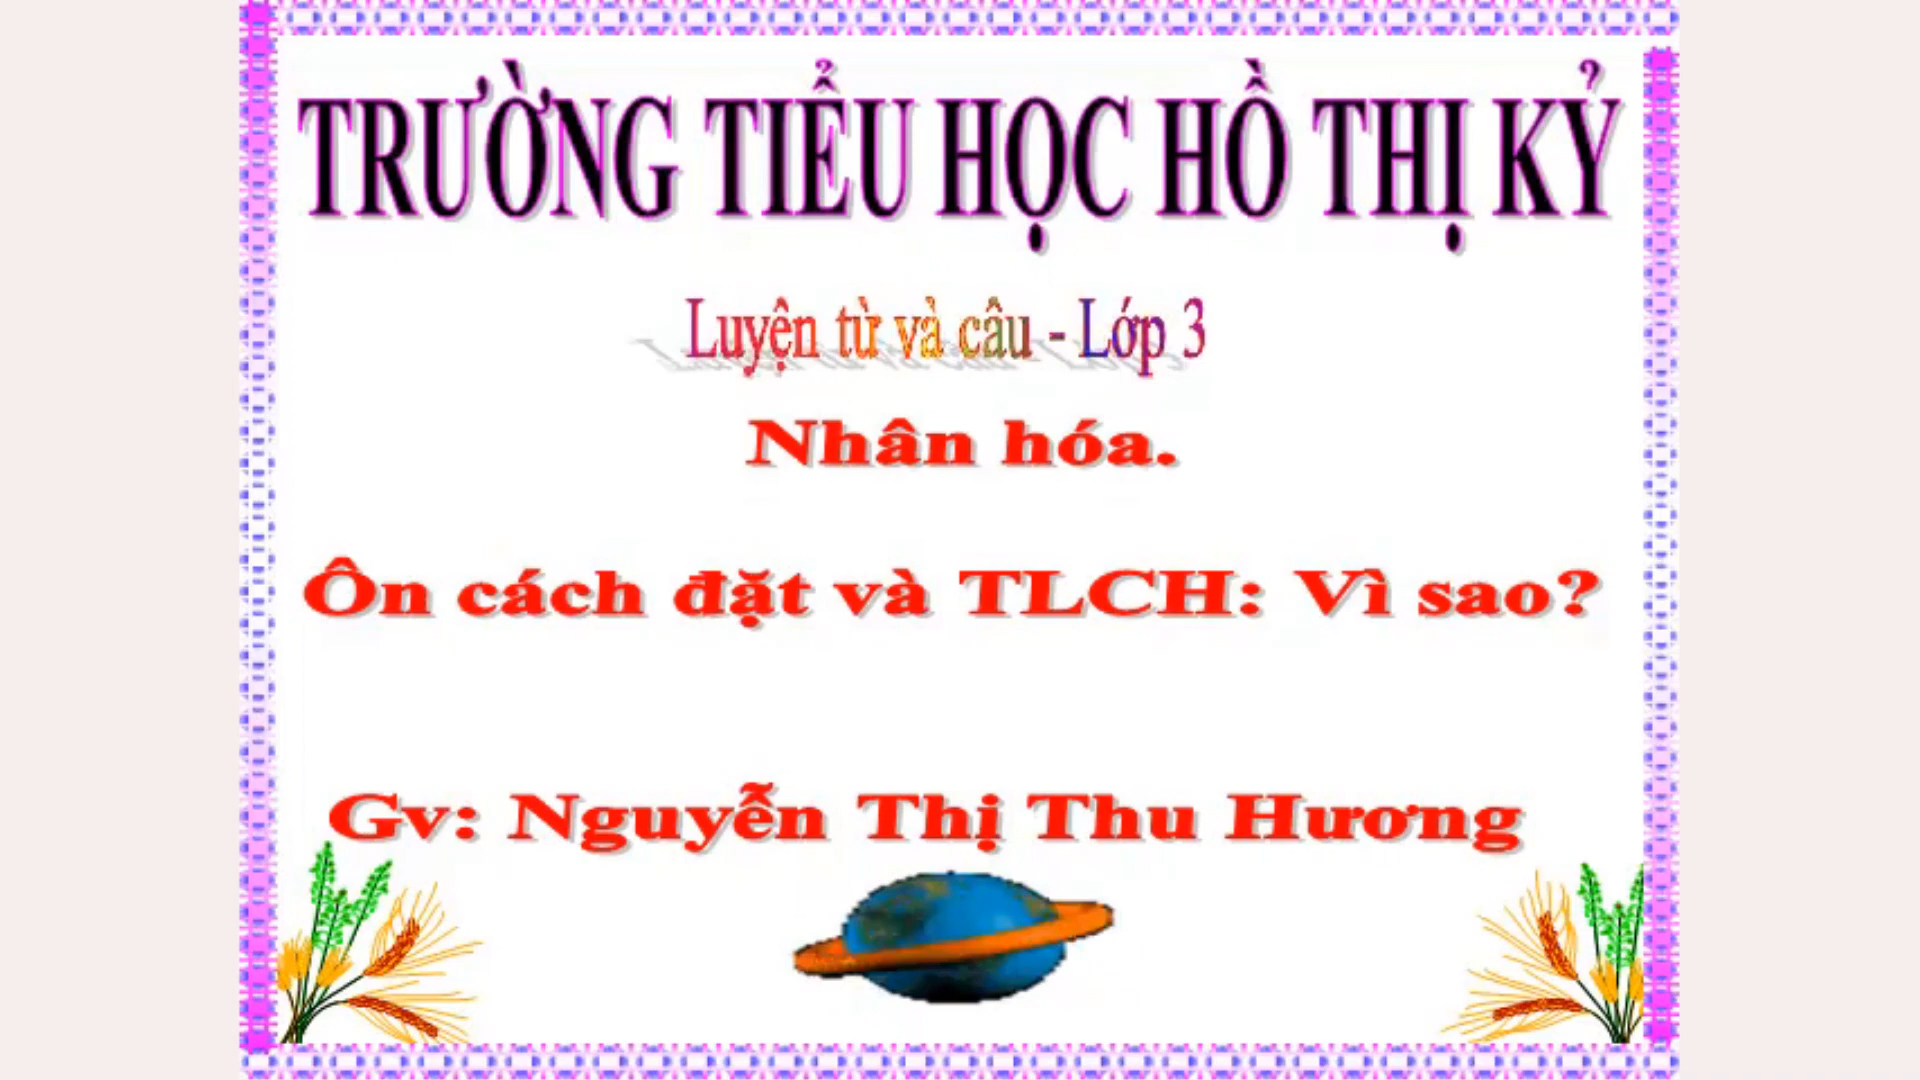 TRƯỜNG TIỂU HỌC HỒ THỊ KỶ
Luyện từ và câu - Lớp 3
Nhân hóa.
Ôn cách đặt và TLCH: Vì sao?
Gv: Nguyễn Thị Thu Hương